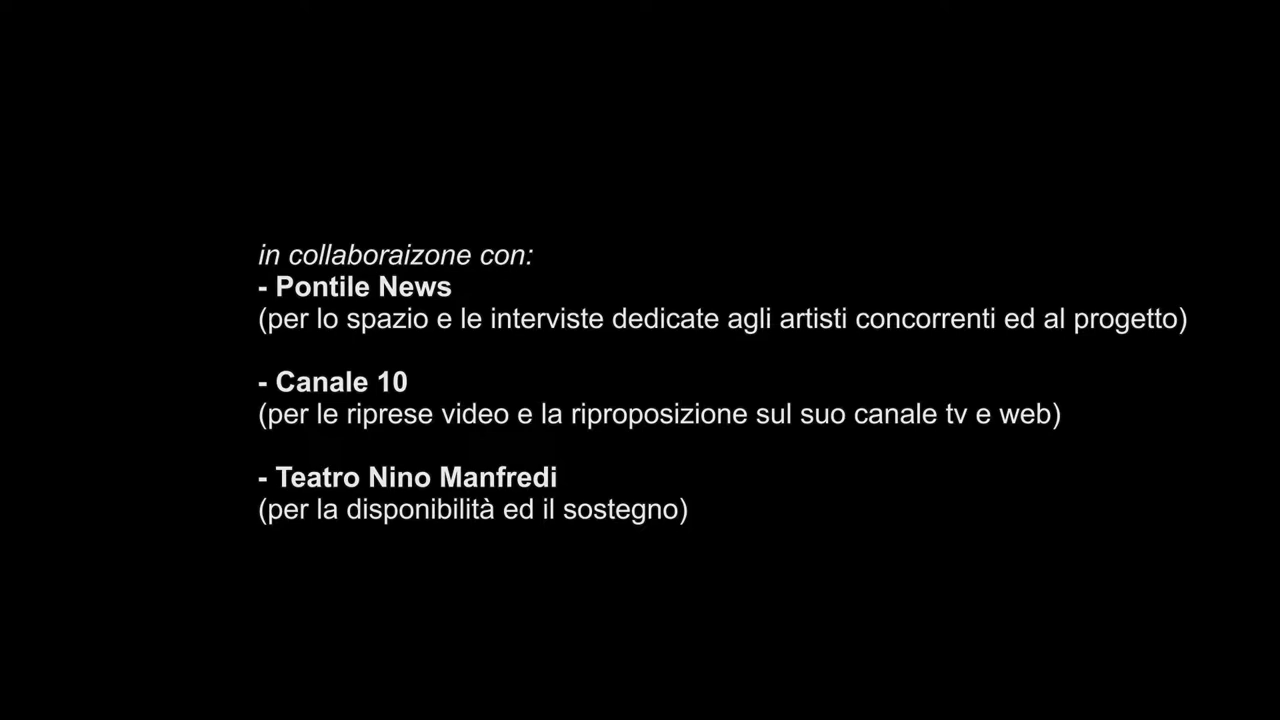 in collaboraizone con:
- Pontile News
(per lo spazio e le interviste dedicate agli artisti concorrenti ed al progetto)
- Canale 10
(per le riprese video e la riproposizione sul suo canale tv e web)
- Teatro Nino Manfredi
(per la disponibilità ed il sostegno)